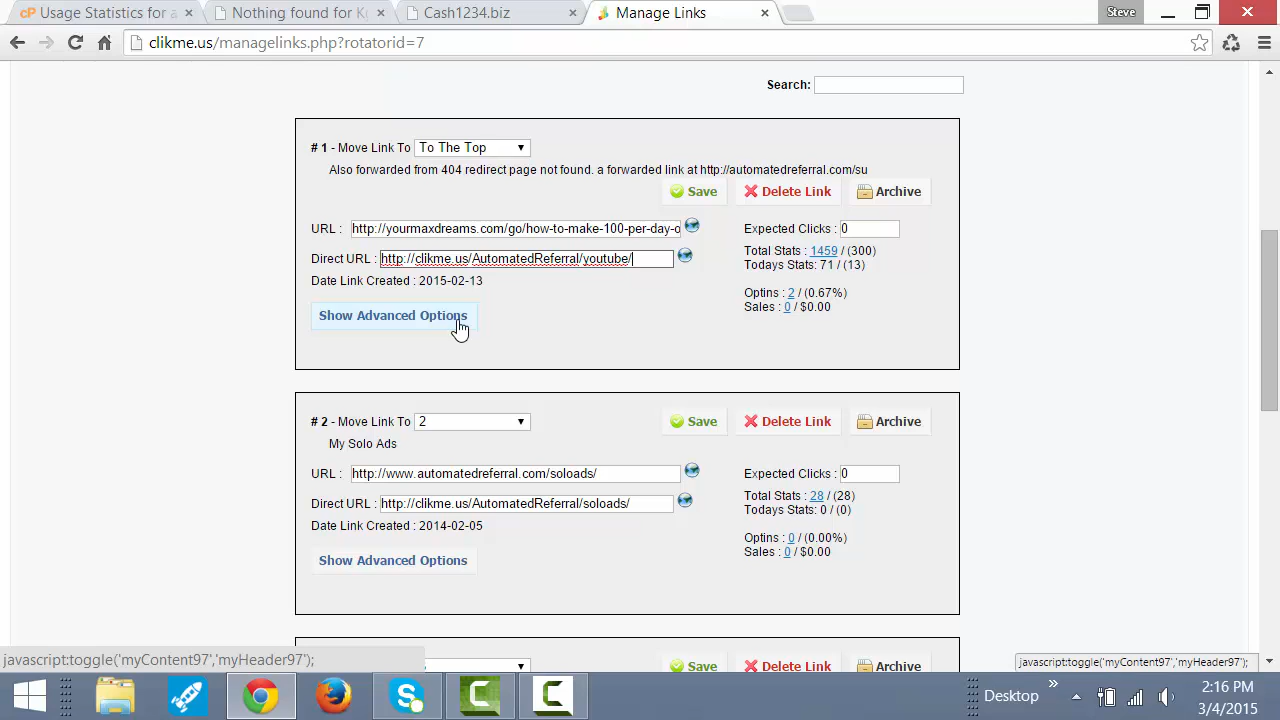 Usage Statistics for a
Nothing found for Kg
Cash1234.biz
Manage Links
Steve
clikme.us/managelinks.php?rotatorid=7
Search:
# 1 - Move Link To To The Top
Also forwarded from 404 redirect page not found. a forwarded link at http://automatedreferral.com/su
Save Delete Link Archive
URL : http://yourmaxdreams.com/go/how-to-make-100-per-day-o
Expected Clicks : 0
Direct URL : http://clikme.us/AutomatedReferral/youtube/
Total Stats : 1459 / (300)
Todays Stats: 71 / (13)
Date Link Created : 2015-02-13
Optins : 2 / (0.67%)
Sales : 0 / $0.00
Show Advanced Options
# 2 - Move Link To 2
Save Delete Link Archive
My Solo Ads
URL : http://www.automatedreferral.com/soloads/
Expected Clicks : 0
Direct URL : http://clikme.us/AutomatedReferral/soloads/
Total Stats : 28 / (28)
Todays Stats: 0 / (0)
Date Link Created : 2014-02-05
Optins : 0 / (0.00%)
Sales : 0 / $0.00
Show Advanced Options
Save Delete Link Archive
javascript:toggle('myContent97','myHeader97');
javascript:toggle('myContent97','myHeader97');
Desktop
2:16 PM
3/4/2015